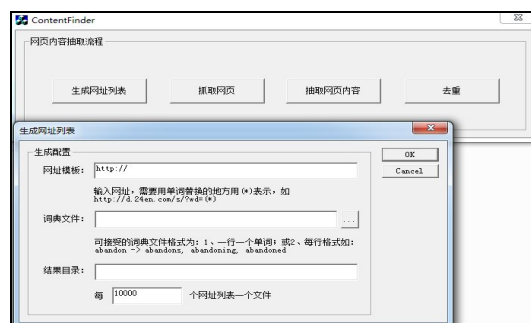 ContentFinder
网页内容抽取流程
生成网址列表
抓取网页
抽取网页内容
去重
生成网址列表
生成配置
网址模板：
http://
OK
Cancel
输入网址，需要用单词替换的地方用(*)表示，如
http://d.24en.com/s/?wd=(*)
词典文件：
...
可接受的词典文件格式为：1、一行一个单词；或2、每行格式如：
abandon -> abandons, abandoning, abandoned
结果目录：
每 10000 个网址列表一个文件